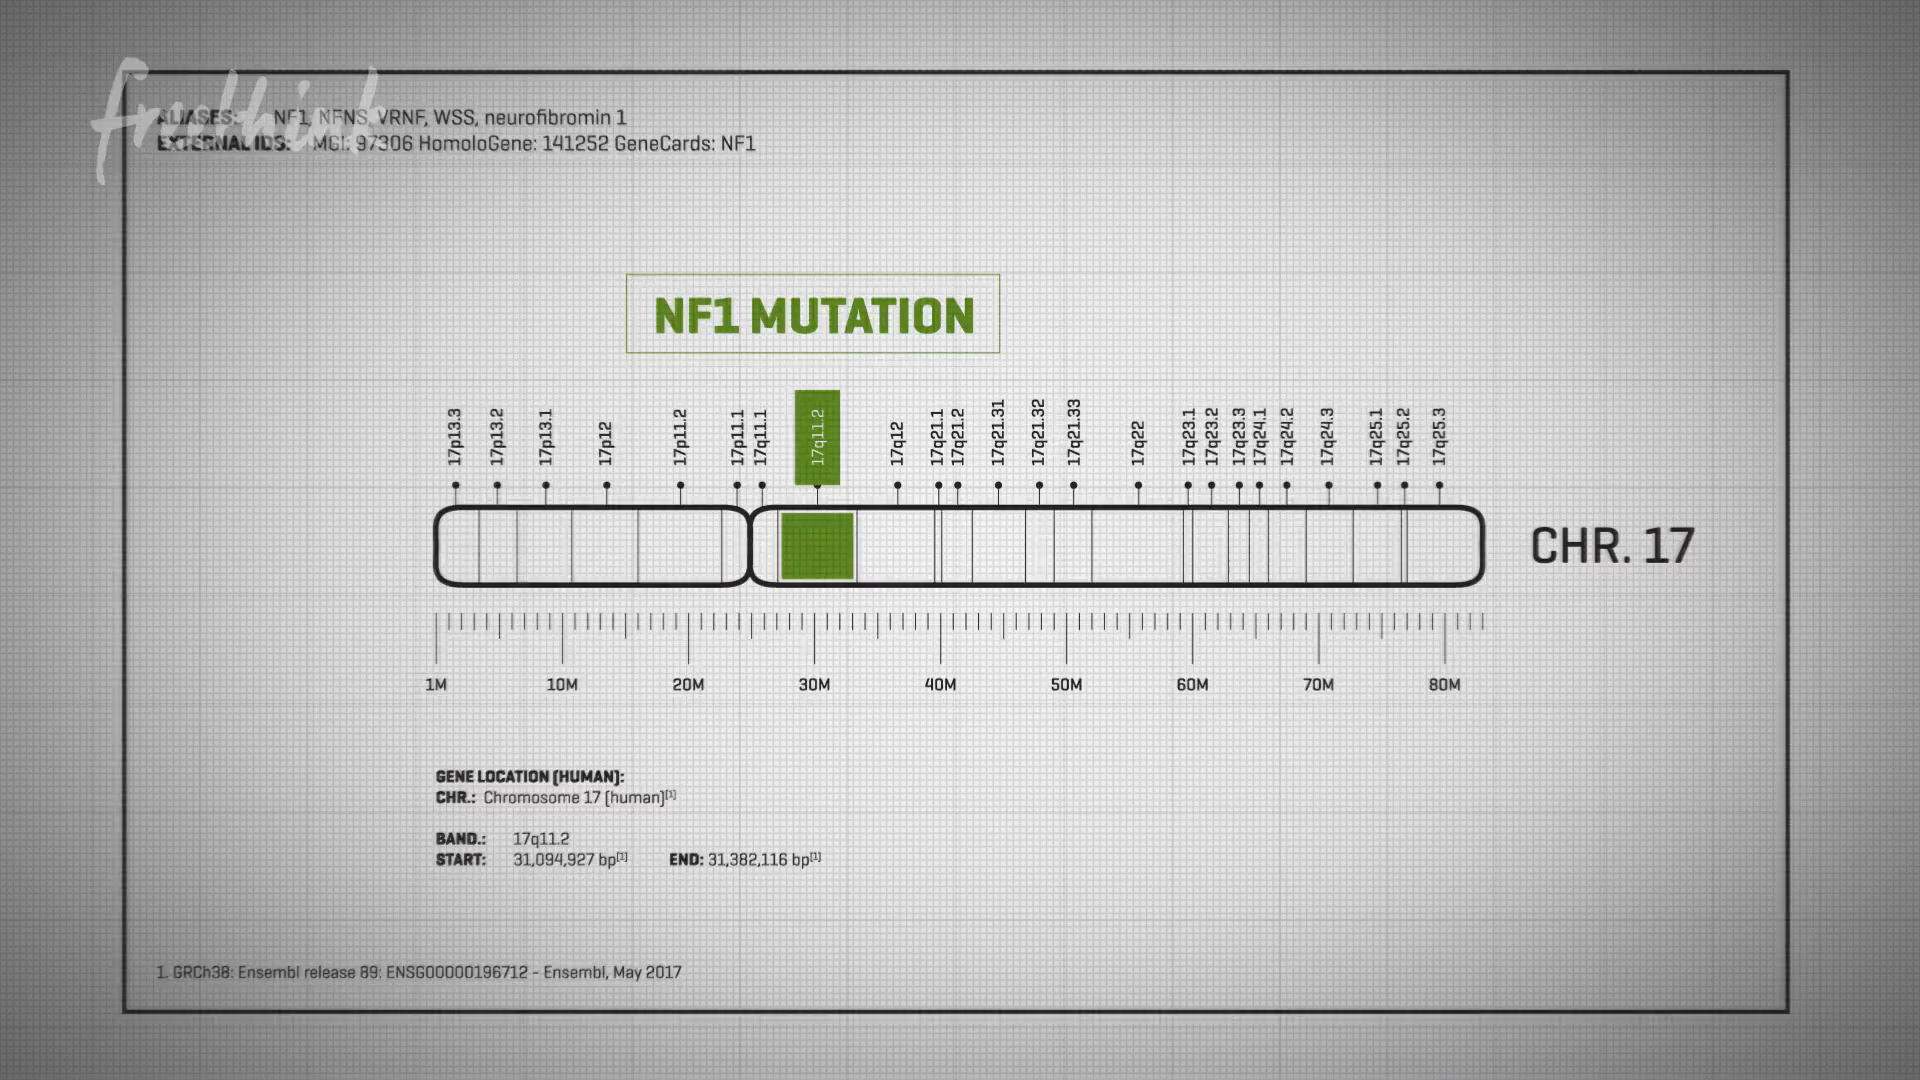 freethink
ALIASES: NF1, NFNS, VRNF, WSS, neurofibromin 1
EXTERNAL IDS: MGI: 97306 HomoloGene: 141252 GeneCards: NF1
NF1 MUTATION
17p13.3 17p13.2 17p13.1 17p12 17p11.2 17p11.1 17q11.1 17q11.2 17q12 17q21.1 17q21.2 17q21.31 17q21.32 17q21.33 17q22 17q23.1 17q23.2 17q23.3 17q24.1 17q24.2 17q24.3 17q25.1 17q25.2 17q25.3
CHR. 17
1M 10M 20M 30M 40M 50M 60M 70M 80M
GENE LOCATION (HUMAN):
CHR.: Chromosome 17 (human)[1]
BAND.: 17q11.2
START: 31,094,927 bp[1] END: 31,382,116 bp[1]
1. GRCh38: Ensembl release 89: ENSG00000196712 - Ensembl, May 2017